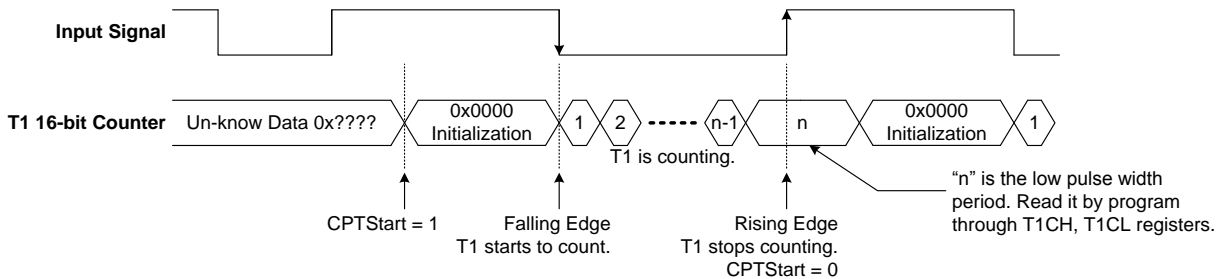 Input Signal
T1 16-bit Counter
Un-know Data 0x????
0x0000
Initialization
1
2
n-1
n
0x0000
Initialization
1
T1 is counting.
CPTStart = 1
Falling Edge
T1 starts to count.
Rising Edge
T1 stops counting.
CPTStart = 0
“n” is the low pulse width
period. Read it by program
through T1CH, T1CL registers.